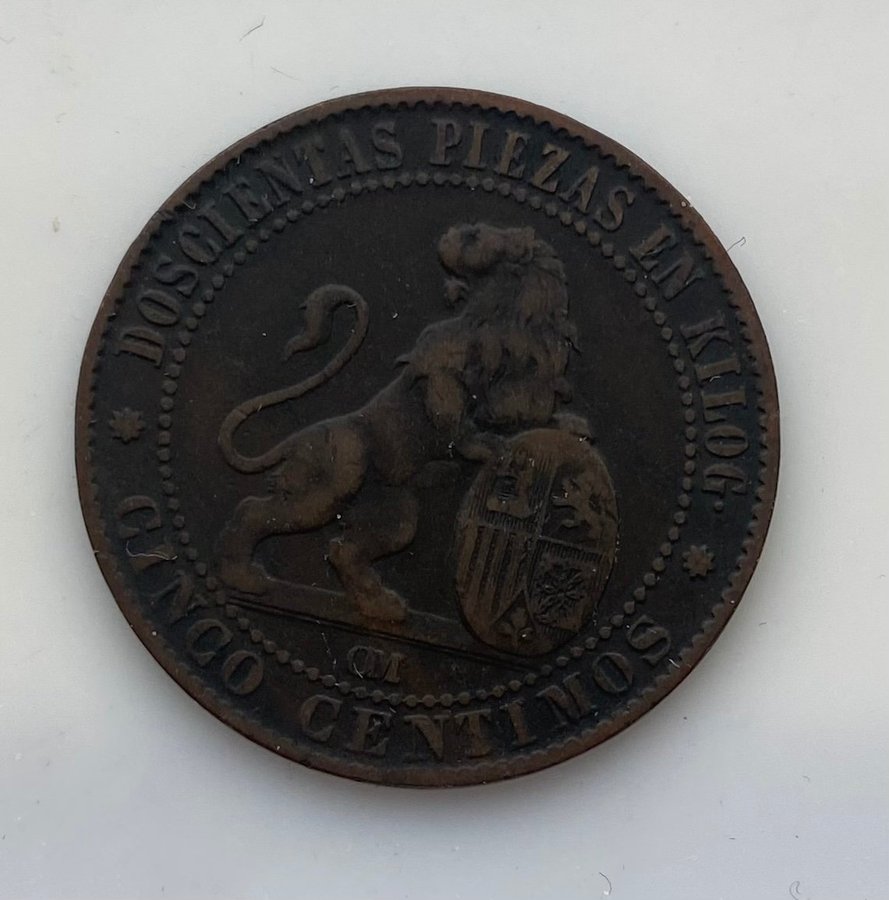 DOSCIENTAS PIEZAS EN KILOG.
CINCO CENTIMOS
OM